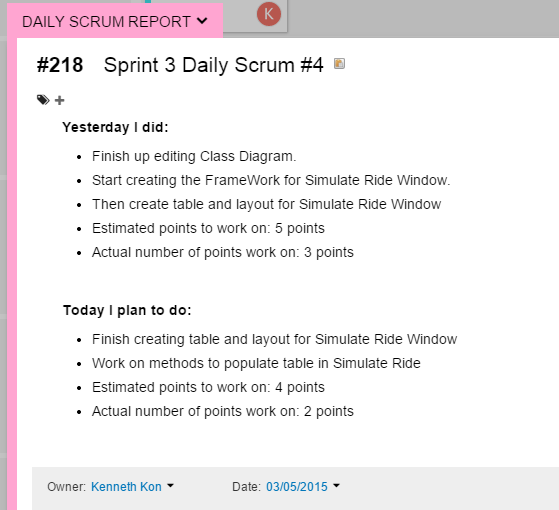 K
DAILY SCRUM REPORT
#218 Sprint 3 Daily Scrum #4
Yesterday I did:
• Finish up editing Class Diagram.
• Start creating the FrameWork for Simulate Ride Window.
• Then create table and layout for Simulate Ride Window
• Estimated points to work on: 5 points
• Actual number of points work on: 3 points
Today I plan to do:
• Finish creating table and layout for Simulate Ride Window
• Work on methods to populate table in Simulate Ride
• Estimated points to work on: 4 points
• Actual number of points work on: 2 points
Owner: Kenneth Kon Date: 03/05/2015